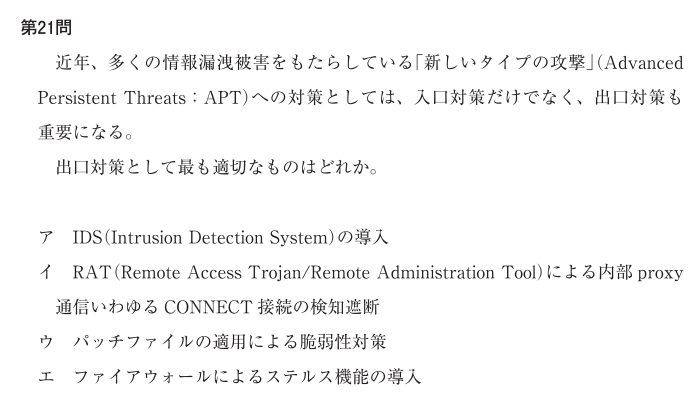 第21問
近年、多くの情報漏洩被害をもたらしている「新しいタイプの攻撃」(Advanced
Persistent Threats：APT)への対策としては、入口対策だけでなく、出口対策も
重要になる。
出口対策として最も適切なものはどれか。
ア　IDS(Intrusion Detection System)の導入
イ　RAT(Remote Access Trojan/Remote Administration Tool)による内部 proxy
通信いわゆる CONNECT 接続の検知遮断
ウ　パッチファイルの適用による脆弱性対策
エ　ファイアウォールによるステルス機能の導入